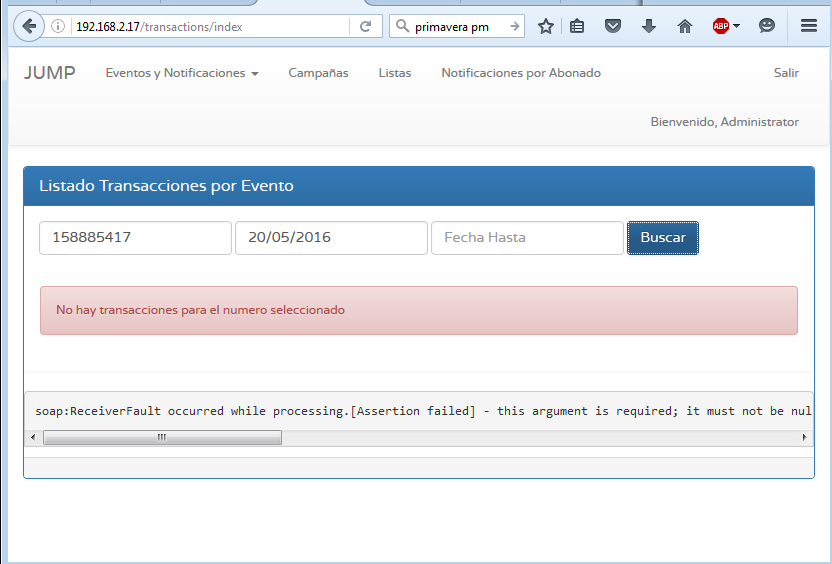 192.168.2.17/transactions/index
primavera pm
ABP
JUMP
Eventos y Notificaciones
Campañas
Listas
Notificaciones por Abonado
Salir
Bienvenido, Administrator
Listado Transacciones por Evento
158885417
20/05/2016
Fecha Hasta
Buscar
No hay transacciones para el numero seleccionado
soap:ReceiverFault occurred while processing.[Assertion failed] - this argument is required; it must not be nul